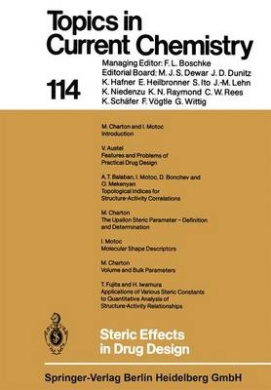 Topics in
Current Chemistry
Managing Editor: F. L. Boschke
Editorial Board: M. J. S. Dewar J. D. Dunitz
K. Hafner E. Heilbronner S. Ito J.-M. Lehn
K. Niedenzu K. N. Raymond C. W. Rees
K. Schäfer F. Vögtle G. Wittig
114
M. Charton and I. Motoc
Introduction
V. Austel
Features and Problems of
Practical Drug Design
A. T. Balaban, I. Motoc, D. Bonchev and
O. Mekenyan
Topological Indices for
Structure-Activity Correlations
M. Charton
The Upsilon Steric Parameter – Definition
and Determination
I. Motoc
Molecular Shape Descriptors
M. Charton
Volume and Bulk Parameters
T. Fujita and H. Iwamura
Applications of Various Steric Constants
to Quantitative Analysis of
Structure-Activity Relationships
Steric Effects
in Drug Design
Springer-Verlag Berlin Heidelberg GmbH